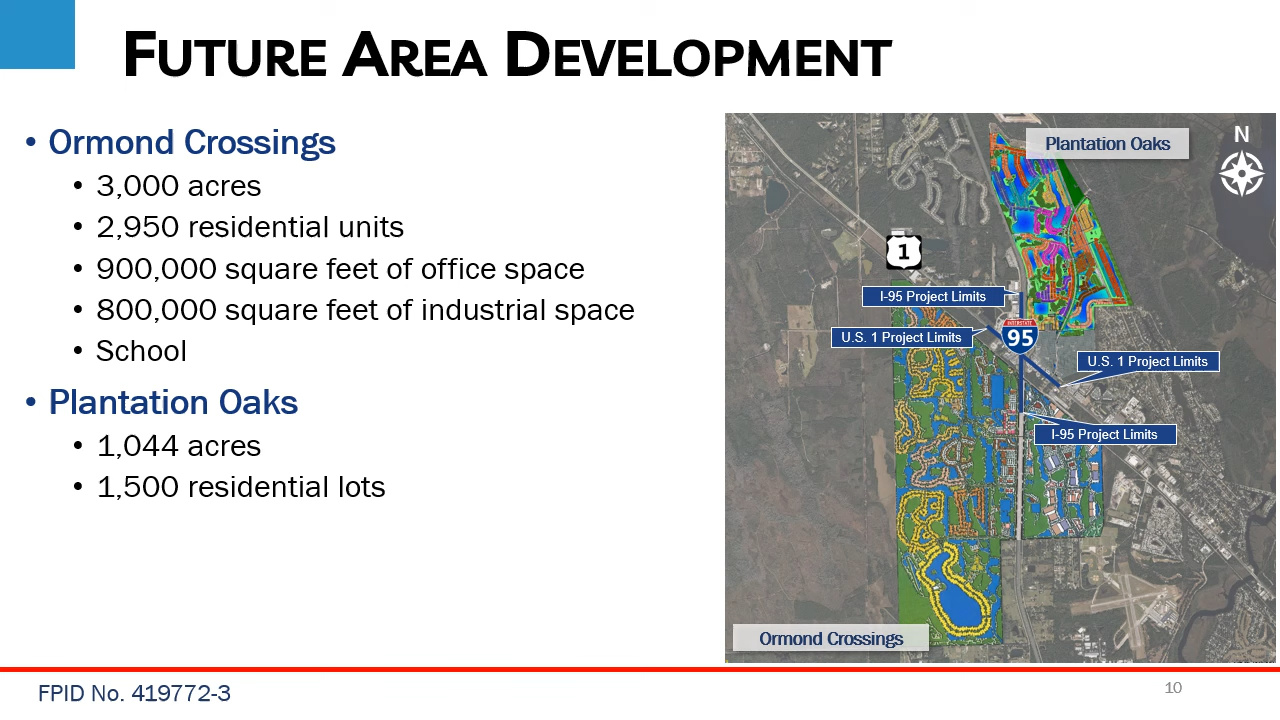 FUTURE AREA DEVELOPMENT
• Ormond Crossings
• 3,000 acres
• 2,950 residential units
• 900,000 square feet of office space
• 800,000 square feet of industrial space
• School
• Plantation Oaks
• 1,044 acres
• 1,500 residential lots
Plantation Oaks
N
1
I-95 Project Limits
U.S. 1 Project Limits
INTERSTATE
95
U.S. 1 Project Limits
I-95 Project Limits
Ormond Crossings
FPID No. 419772-3
10